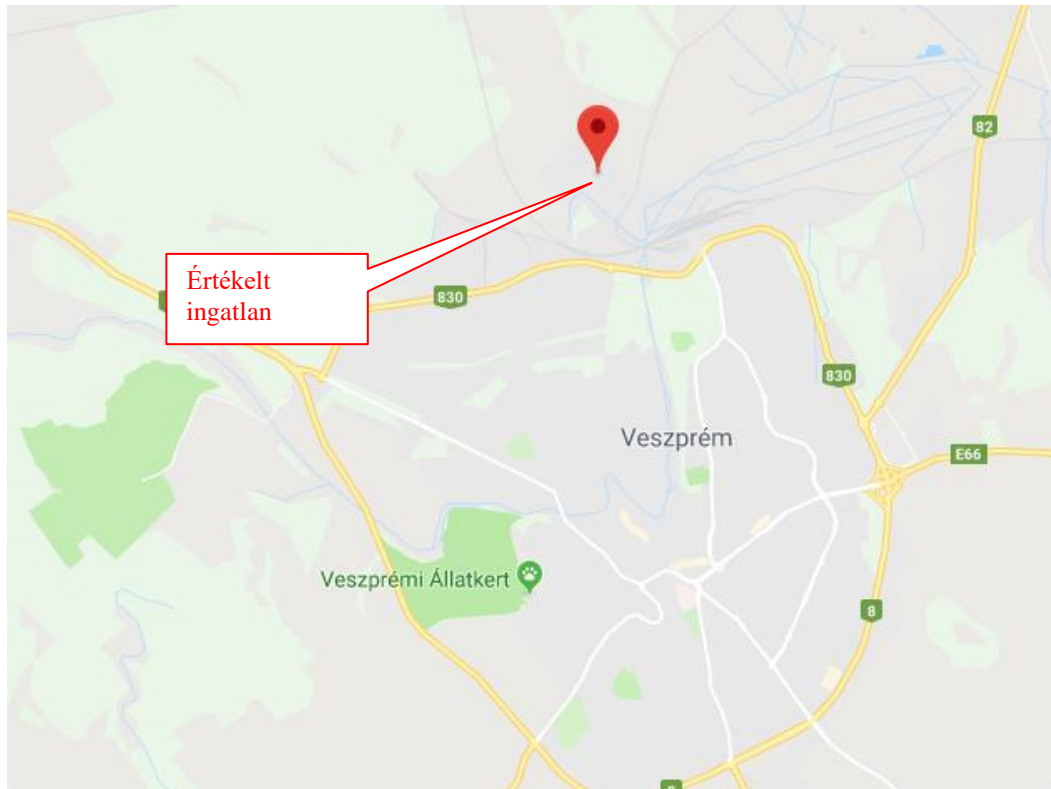 82
Értékelt
ingatlan
830
830
Veszprém
E66
Veszprémi Állatkert
8